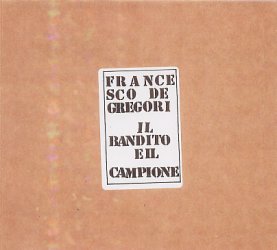 FRANCE
SCO DE
GREGORI
IL
BANDITO
E IL
CAMPIONE